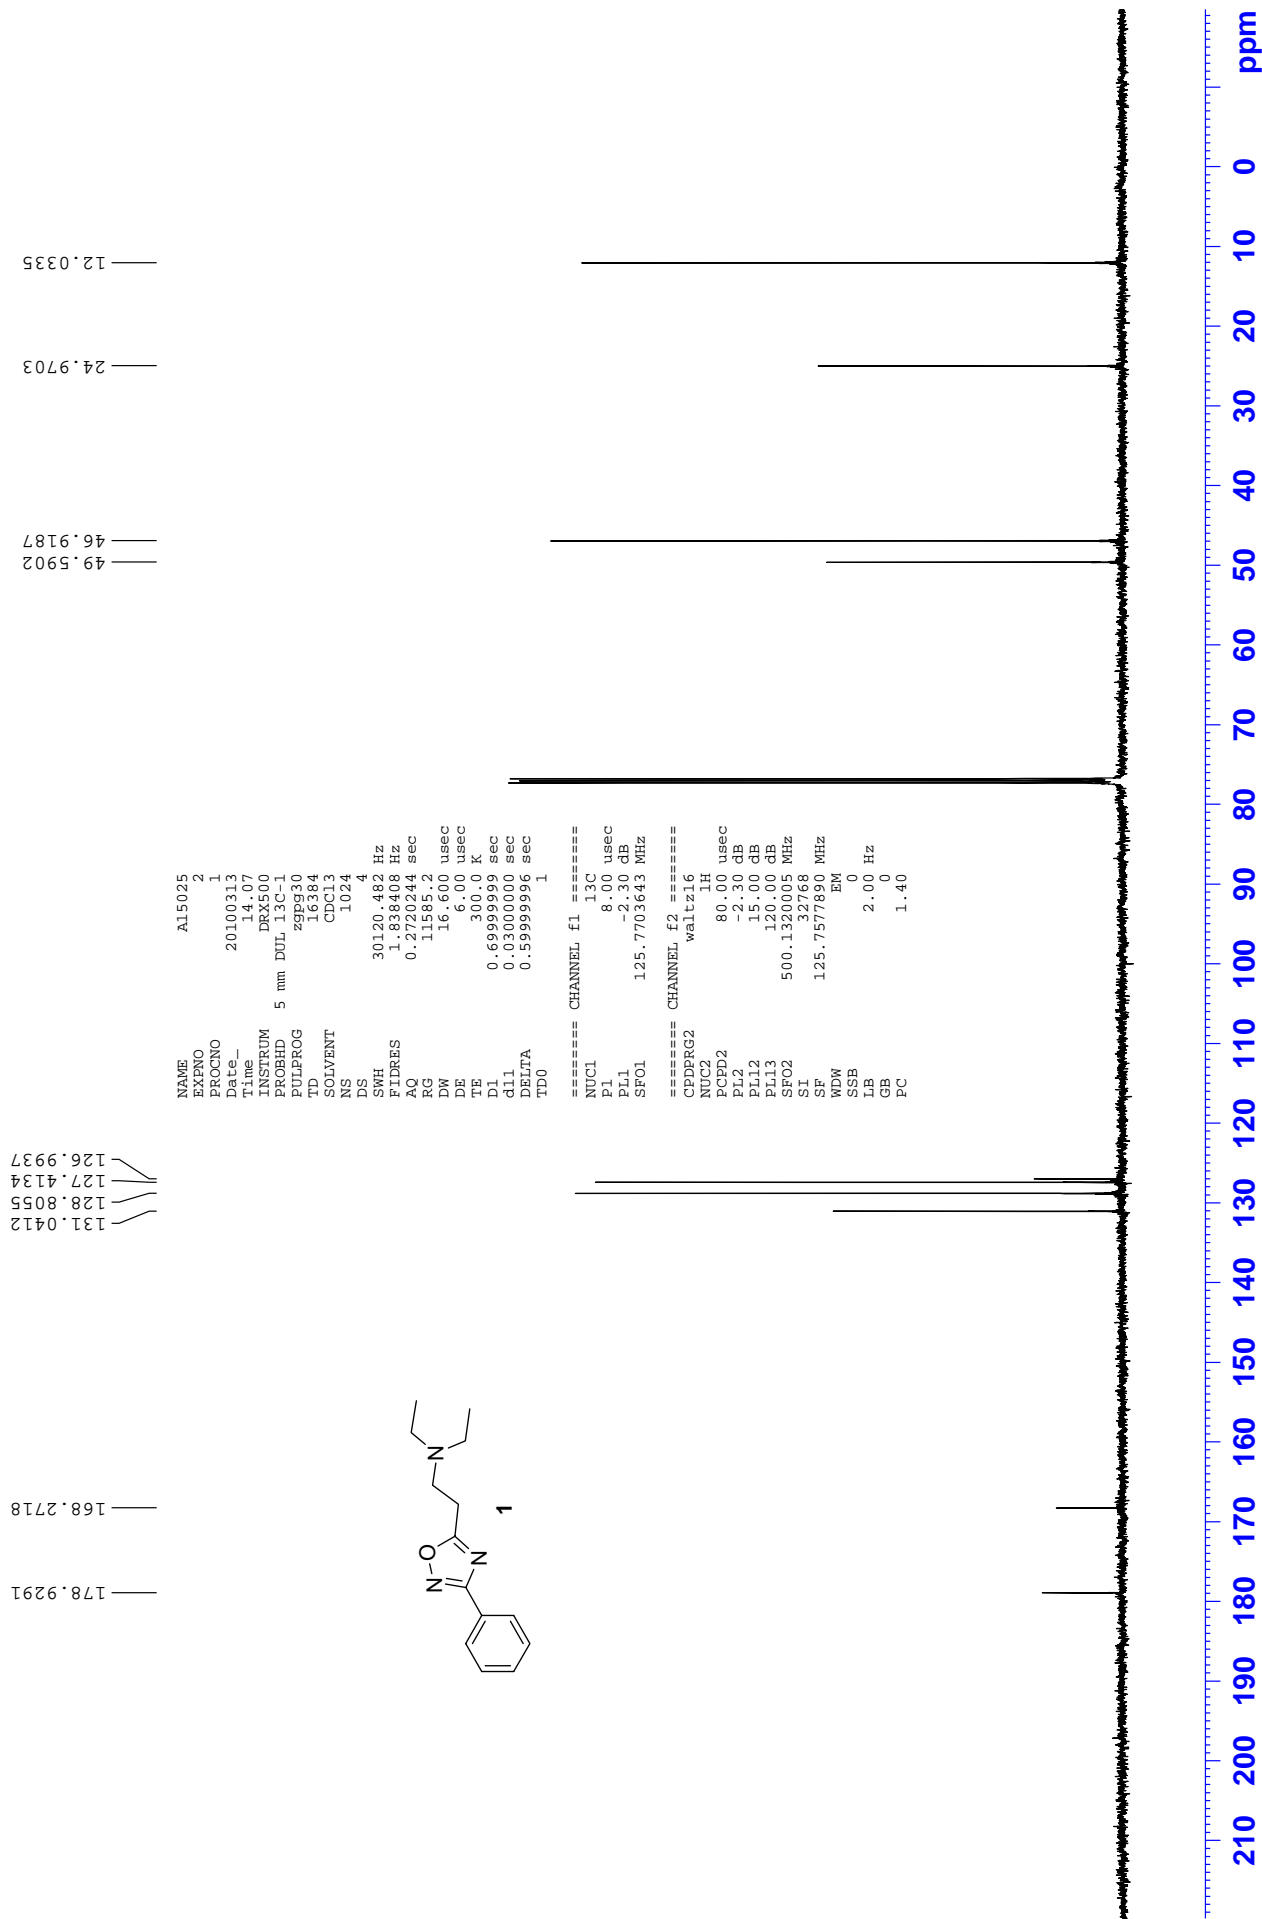 178.9291
168.2718
131.0412
128.8055
127.4134
126.9937
49.5902
46.9187
24.9703
12.0335
N
O
N
N
1
NAME A15025
EXPNO 2
PROCNO 1
Date_ 20100313
Time 14.07
INSTRUM DRX500
PROBHD 5 mm DUL 13C-1
PULPROG zgpg30
TD 16384
SOLVENT CDCl3
NS 1024
DS 4
SWH 30120.482 Hz
FIDRES 1.838408 Hz
AQ 0.2720244 sec
RG 11585.2
DW 16.600 usec
DE 6.00 usec
TE 300.0 K
D1 0.69999999 sec
d11 0.03000000 sec
DELTA 0.59999996 sec
TD0 1
======== CHANNEL f1 ========
NUC1 13C
P1 8.00 usec
PL1 -2.30 dB
SFO1 125.7703643 MHz
======== CHANNEL f2 ========
CPDPRG2 waltz16
NUC2 1H
PCPD2 80.00 usec
PL2 -2.30 dB
PL12 15.00 dB
PL13 120.00 dB
SFO2 500.1320005 MHz
SI 32768
SF 125.7577890 MHz
WDW EM
SSB 0
LB 2.00 Hz
GB 0
PC 1.40
210 200 190 180 170 160 150 140 130 120 110 100 90 80 70 60 50 40 30 20 10 0 ppm